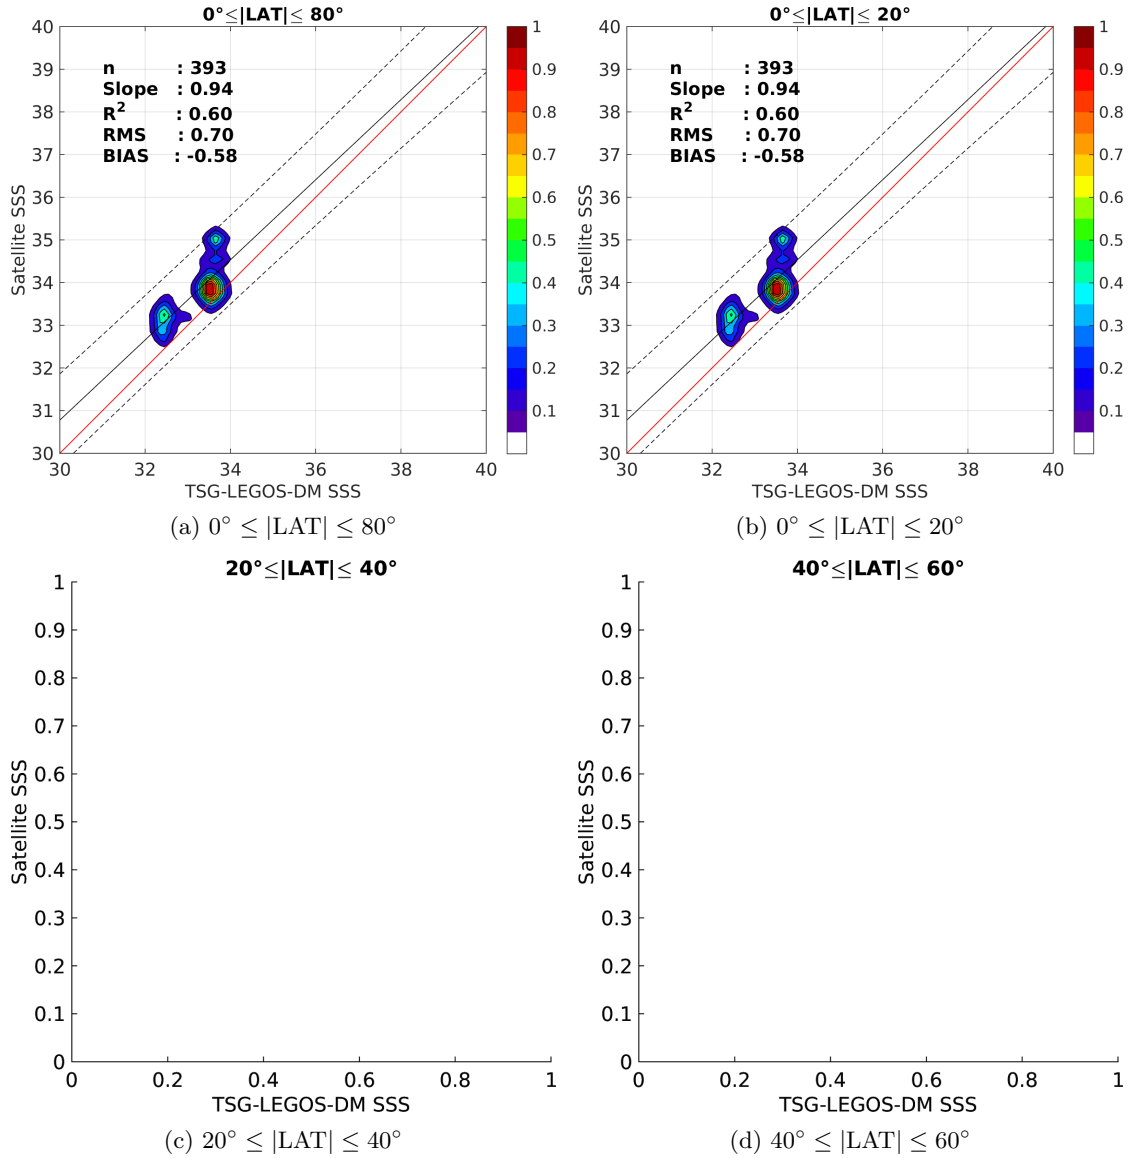 0°≤|LAT|≤ 80°
n : 393
Slope : 0.94
R² : 0.60
RMS : 0.70
BIAS : -0.58
Satellite SSS
40
39
38
37
36
35
34
33
32
31
30
30 32 34 36 38 40
TSG-LEGOS-DM SSS
1
0.9
0.8
0.7
0.6
0.5
0.4
0.3
0.2
0.1
(a) 0° ≤ |LAT| ≤ 80°
0°≤|LAT|≤ 20°
n : 393
Slope : 0.94
R² : 0.60
RMS : 0.70
BIAS : -0.58
Satellite SSS
40
39
38
37
36
35
34
33
32
31
30
30 32 34 36 38 40
TSG-LEGOS-DM SSS
1
0.9
0.8
0.7
0.6
0.5
0.4
0.3
0.2
0.1
(b) 0° ≤ |LAT| ≤ 20°
20°≤|LAT|≤ 40°
Satellite SSS
1
0.9
0.8
0.7
0.6
0.5
0.4
0.3
0.2
0.1
0
0 0.2 0.4 0.6 0.8 1
TSG-LEGOS-DM SSS
(c) 20° ≤ |LAT| ≤ 40°
40°≤|LAT|≤ 60°
Satellite SSS
1
0.9
0.8
0.7
0.6
0.5
0.4
0.3
0.2
0.1
0
0 0.2 0.4 0.6 0.8 1
TSG-LEGOS-DM SSS
(d) 40° ≤ |LAT| ≤ 60°